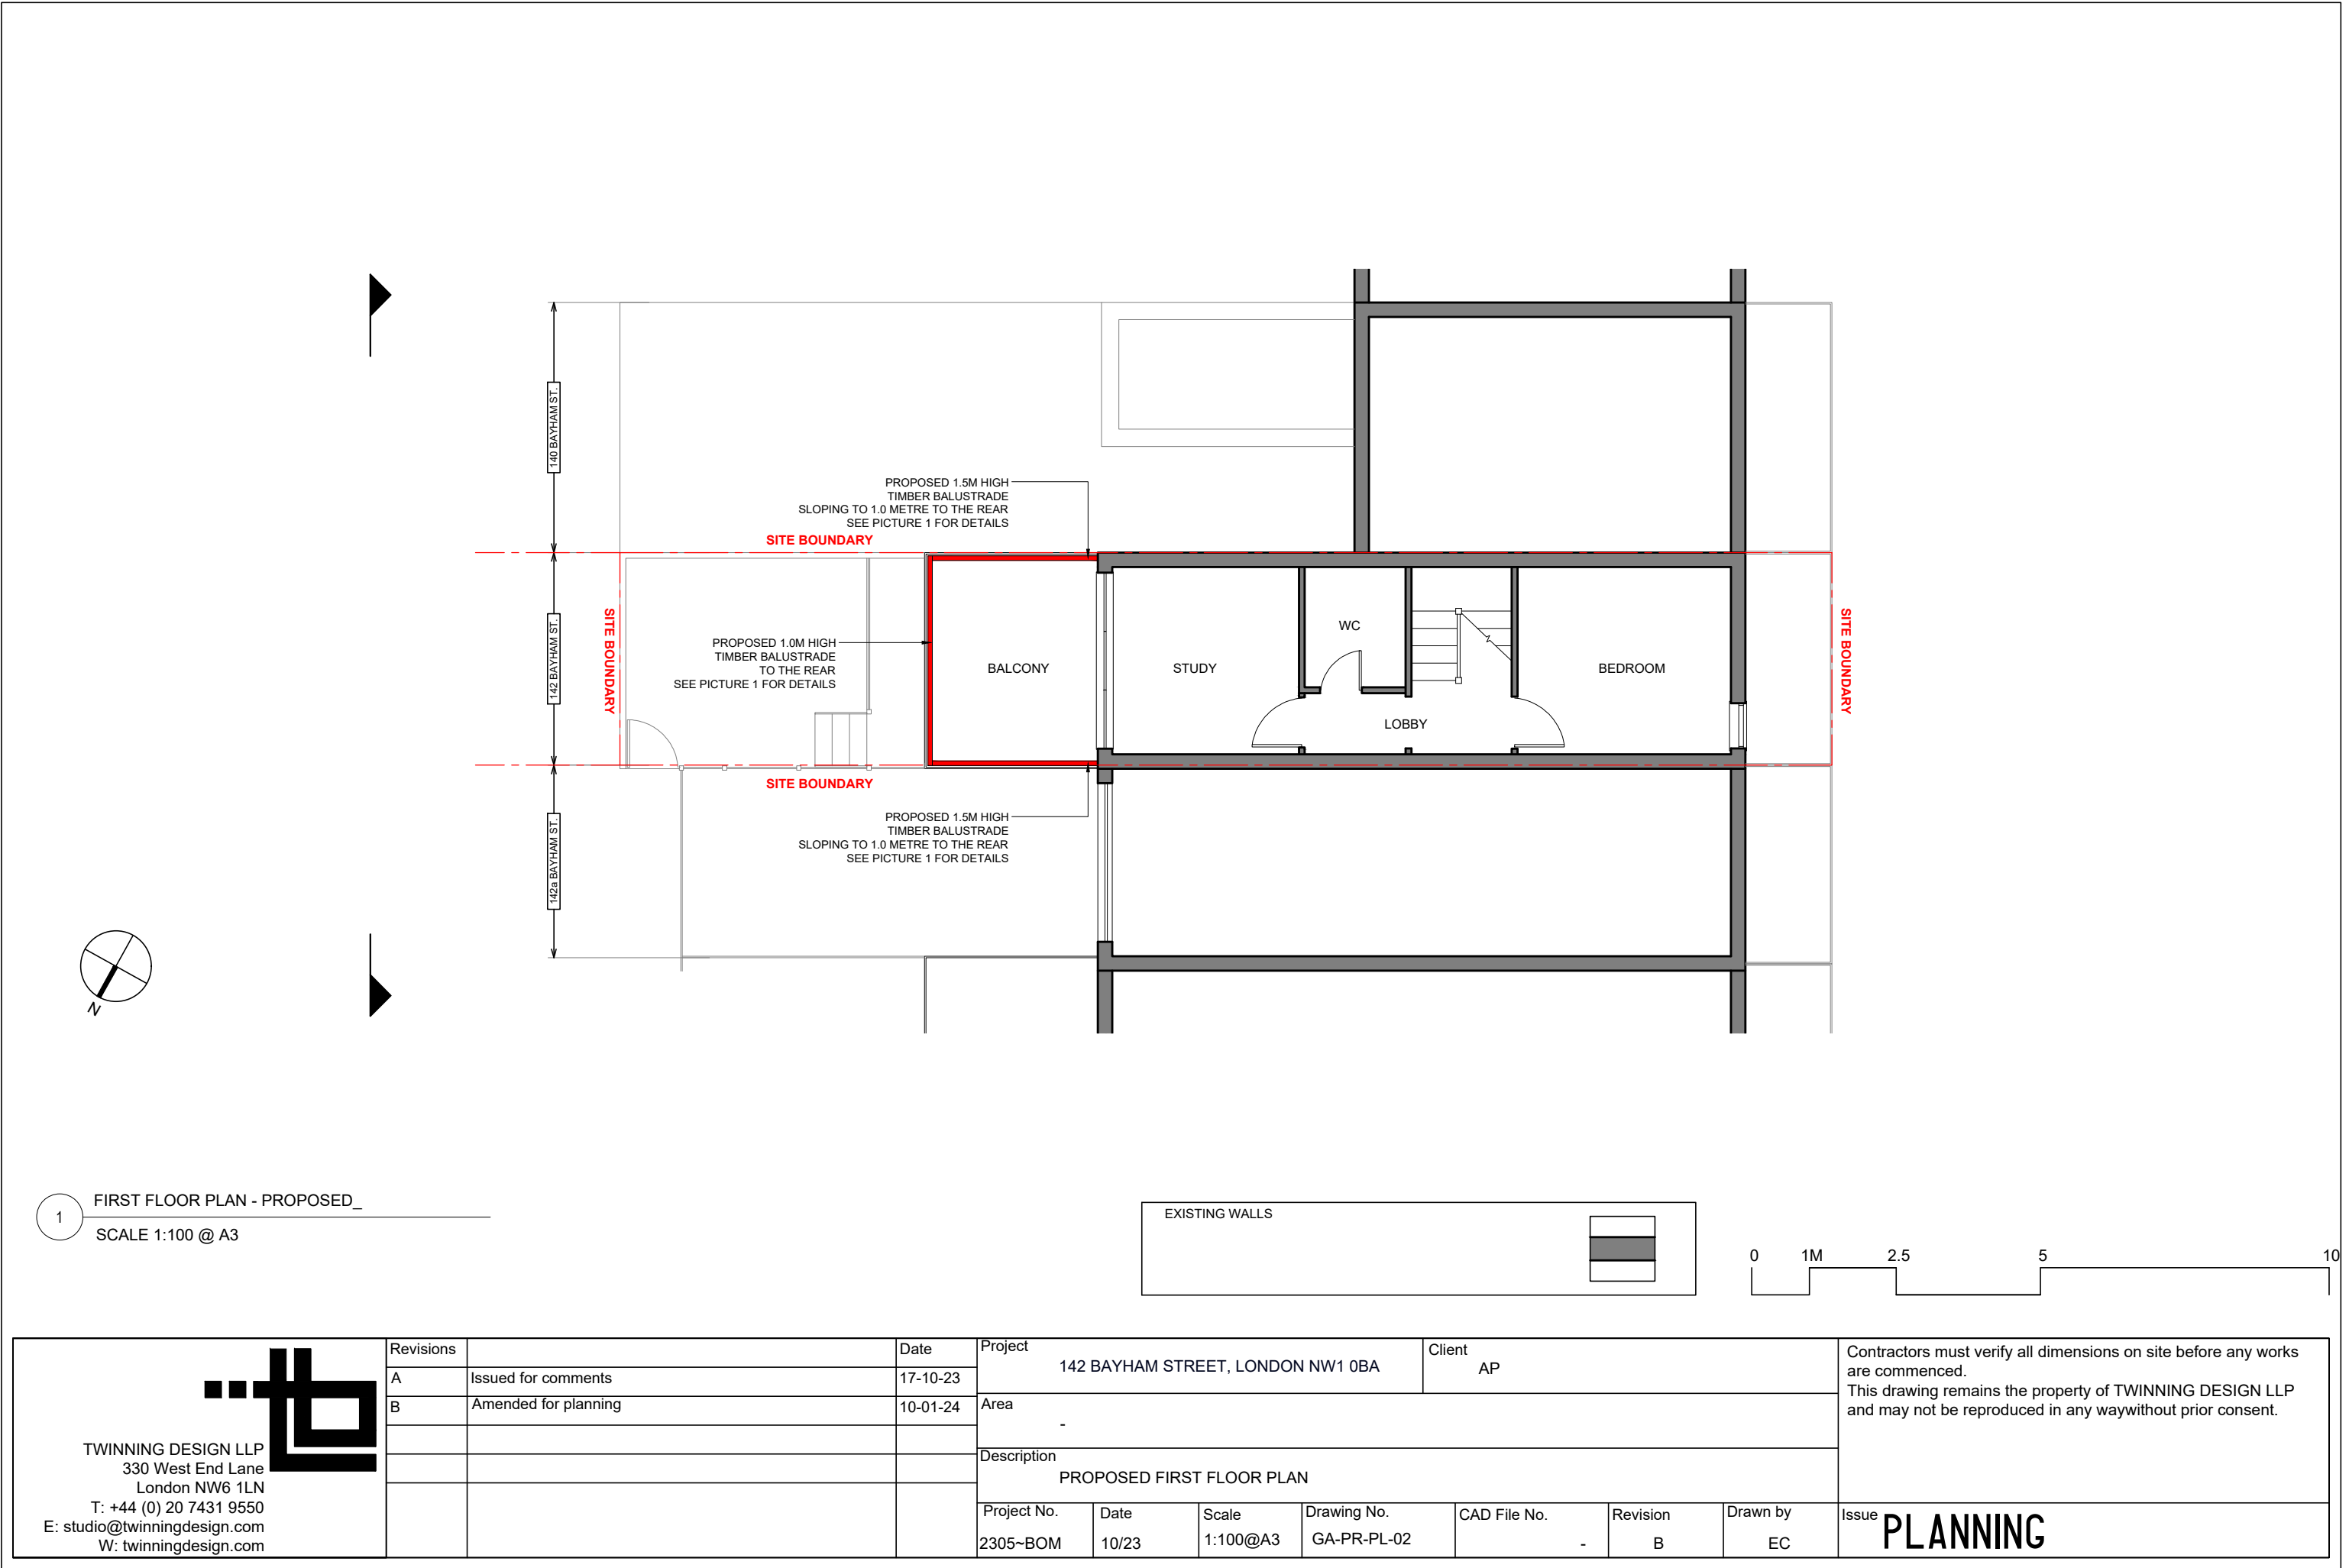 140 BAYHAM ST.
142 BAYHAM ST.
142a BAYHAM ST.
PROPOSED 1.5M HIGH
TIMBER BALUSTRADE
SLOPING TO 1.0 METRE TO THE REAR
SEE PICTURE 1 FOR DETAILS
SITE BOUNDARY
SITE BOUNDARY
PROPOSED 1.0M HIGH
TIMBER BALUSTRADE
TO THE REAR
SEE PICTURE 1 FOR DETAILS
BALCONY
STUDY
WC
LOBBY
BEDROOM
SITE BOUNDARY
SITE BOUNDARY
PROPOSED 1.5M HIGH
TIMBER BALUSTRADE
SLOPING TO 1.0 METRE TO THE REAR
SEE PICTURE 1 FOR DETAILS
N
1
FIRST FLOOR PLAN - PROPOSED_
SCALE 1:100 @ A3
EXISTING WALLS
0 1M 2.5 5 10
TWINNING DESIGN LLP
330 West End Lane
London NW6 1LN
T: +44 (0) 20 7431 9550
E: studio@twinningdesign.com
W: twinningdesign.com
Revisions Date
A Issued for comments 17-10-23
B Amended for planning 10-01-24
Project
142 BAYHAM STREET, LONDON NW1 0BA
Client
AP
Area
-
Description
PROPOSED FIRST FLOOR PLAN
Project No.
2305~BOM
Date
10/23
Scale
1:100@A3
Drawing No.
GA-PR-PL-02
CAD File No.
-
Revision
B
Drawn by
EC
Contractors must verify all dimensions on site before any works
are commenced.
This drawing remains the property of TWINNING DESIGN LLP
and may not be reproduced in any waywithout prior consent.
Issue PLANNING